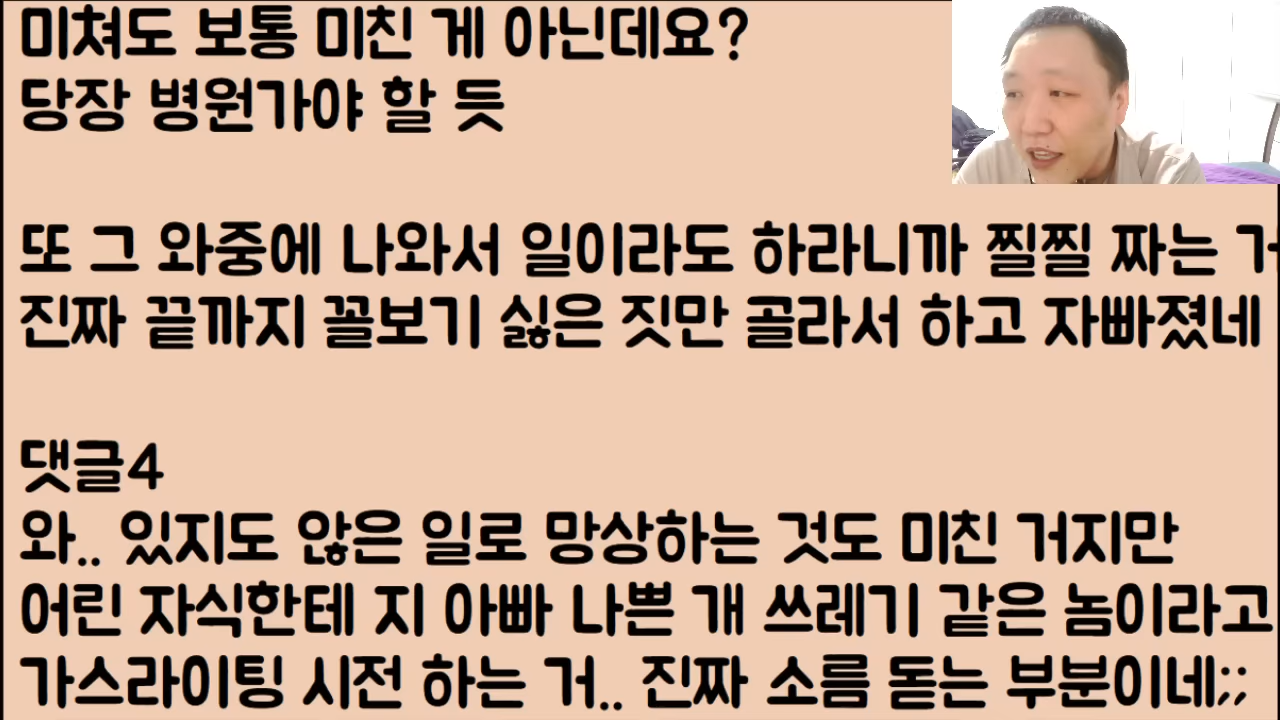 미쳐도 보통 미친 게 아닌데요?
당장 병원가야 할 듯
또 그 와중에 나와서 일이라도 하라니까 찔찔 짜는 거
진짜 끝까지 꼴보기 싫은 짓만 골라서 하고 자빠졌네
댓글4
와.. 있지도 않은 일로 망상하는 것도 미친 거지만
어린 자식한테 지 아빠 나쁜 개 쓰레기 같은 놈이라고
가스라이팅 시전 하는 거.. 진짜 소름 돋는 부분이네;;